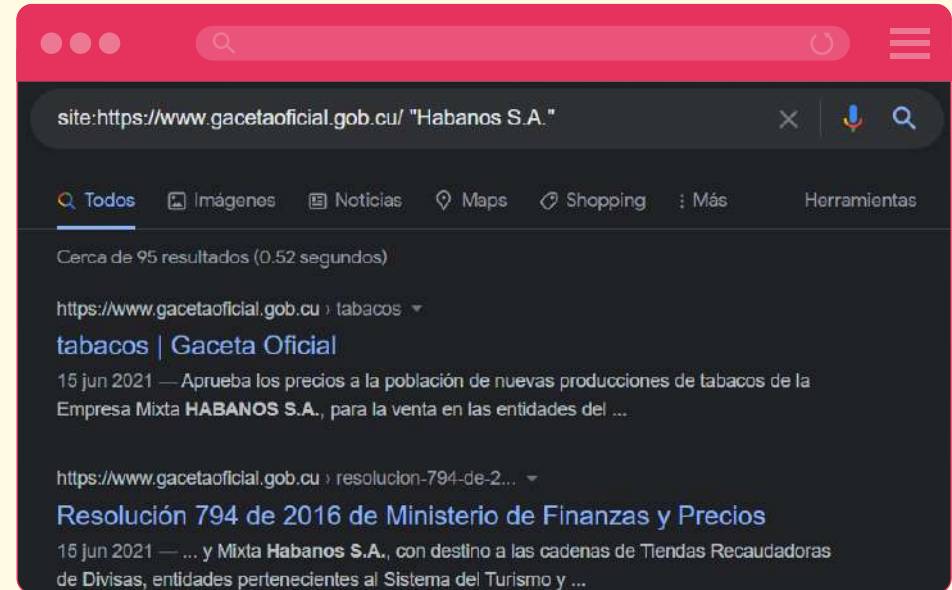 site:https://www.gacetaoficial.gob.cu/ "Habanos S.A."
Todos Imágenes Noticias Maps Shopping Más Herramientas
Cerca de 95 resultados (0.52 segundos)
https://www.gacetaoficial.gob.cu › tabacos
tabacos | Gaceta Oficial
15 jun 2021 — Aprueba los precios a la población de nuevas producciones de tabacos de la
Empresa Mixta HABANOS S.A., para la venta en las entidades del ...
https://www.gacetaoficial.gob.cu › resolucion-794-de-2...
Resolución 794 de 2016 de Ministerio de Finanzas y Precios
15 jun 2021 — ... y Mixta Habanos S.A., con destino a las cadenas de Tiendas Recaudadoras
de Divisas, entidades pertenecientes al Sistema del Turismo y ...